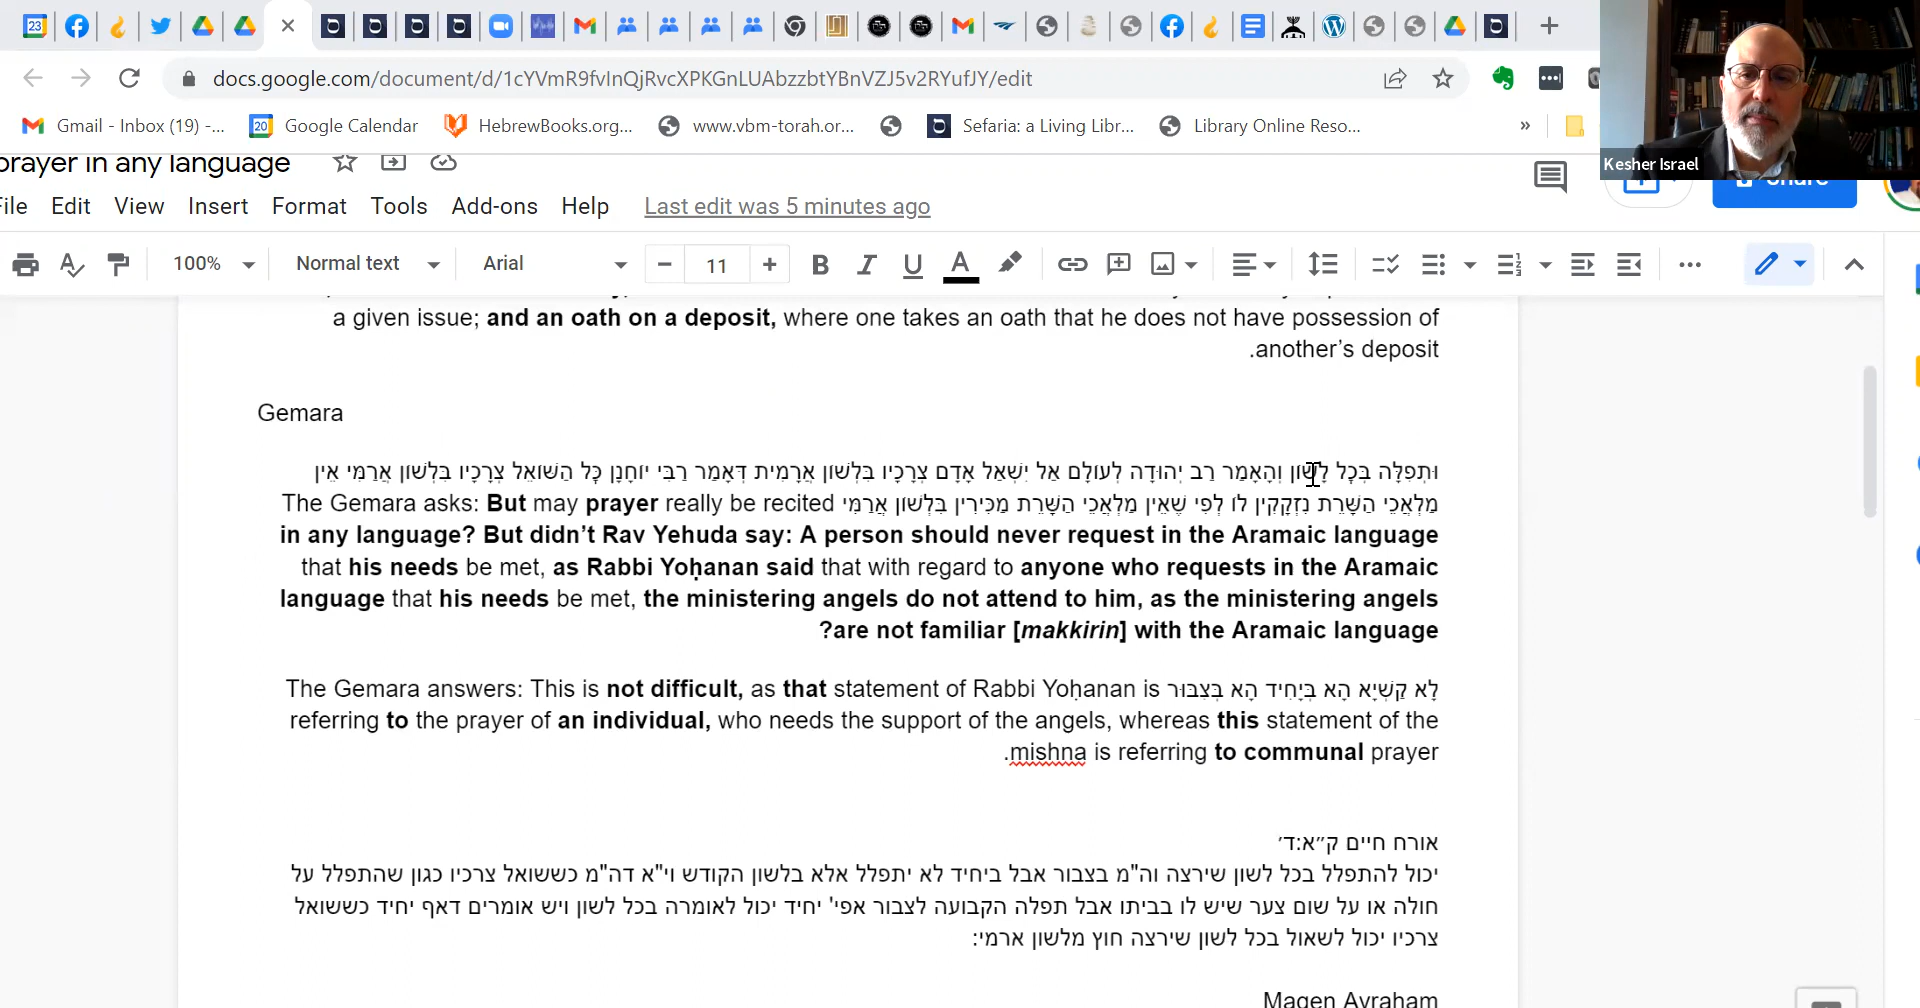 docs.google.com/document/d/1cYVmR9fvInQjRvcXPKGnLUAbzzbtYBnVZJ5v2RYufJY/edit
Gmail - Inbox (19) -...
Google Calendar
HebrewBooks.org...
www.vbm-torah.or...
Sefaria: a Living Libr...
Library Online Reso...
»
Kesher Israel
prayer in any language
File Edit View Insert Format Tools Add-ons Help Last edit was 5 minutes ago
Share
100% Normal text Arial 11
a given issue; and an oath on a deposit, where one takes an oath that he does not have possession of
.another's deposit
Gemara
וּתְפִלָּה בְּכָל לָשׁוֹן וְהָאָמַר רַב יְהוּדָה לְעוֹלָם אַל יִשְׁאַל אָדָם צְרָכָיו בִּלְשׁוֹן אֲרָמִית דְּאָמַר רַבִּי יוֹחָנָן כׇּל הַשּׁוֹאֵל צְרָכָיו בִּלְשׁוֹן אֲרַמִּי אֵין
מַלְאֲכֵי הַשָּׁרֵת נִזְקָקִין לוֹ לְפִי שֶׁאֵין מַלְאֲכֵי הַשָּׁרֵת מַכִּירִין בִּלְשׁוֹן אֲרַמִּי The Gemara asks: But may prayer really be recited
in any language? But didn't Rav Yehuda say: A person should never request in the Aramaic language
that his needs be met, as Rabbi Yoḥanan said that with regard to anyone who requests in the Aramaic
language that his needs be met, the ministering angels do not attend to him, as the ministering angels
?are not familiar [makkirin] with the Aramaic language
לָא קַשְׁיָא הָא בְּיָחִיד הָא בְּצִבּוּר The Gemara answers: This is not difficult, as that statement of Rabbi Yoḥanan is
referring to the prayer of an individual, who needs the support of the angels, whereas this statement of the
.mishna is referring to communal prayer
אורח חיים ק״א:ד׳
יכול להתפלל בכל לשון שירצה וה"מ בצבור אבל ביחיד לא יתפלל אלא בלשון הקודש וי"א דה"מ כששואל צרכיו כגון שהתפלל על
חולה או על שום צער שיש לו בביתו אבל תפלה הקבועה לצבור אפי' יחיד יכול לאומרה בכל לשון ויש אומרים דאף יחיד כששואל
צרכיו יכול לשאול בכל לשון שירצה חוץ מלשון ארמי:
Magen Avraham